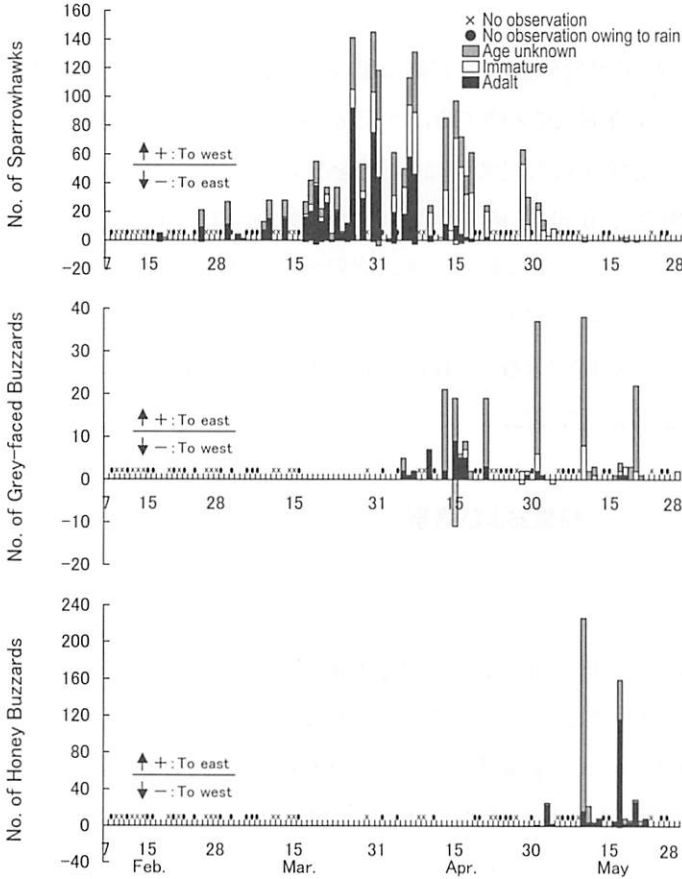 × No observation
● No observation owing to rain
Age unknown
Immature
Adalt
No. of Sparrowhawks
160
140
120
100
80
60
40
20
0
-20
↑ + : To west
↓ − : To east
7 15 28 15 31 15 30 15 28
No. of Grey-faced Buzzards
40
30
20
10
0
-10
-20
↑ + : To east
↓ − : To west
7 15 28 15 31 15 30 15 28
No. of Honey Buzzards
240
200
160
120
80
40
0
-40
↑ + : To east
↓ − : To west
7 15 28 15 31 15 30 15 28
Feb. Mar. Apr. May